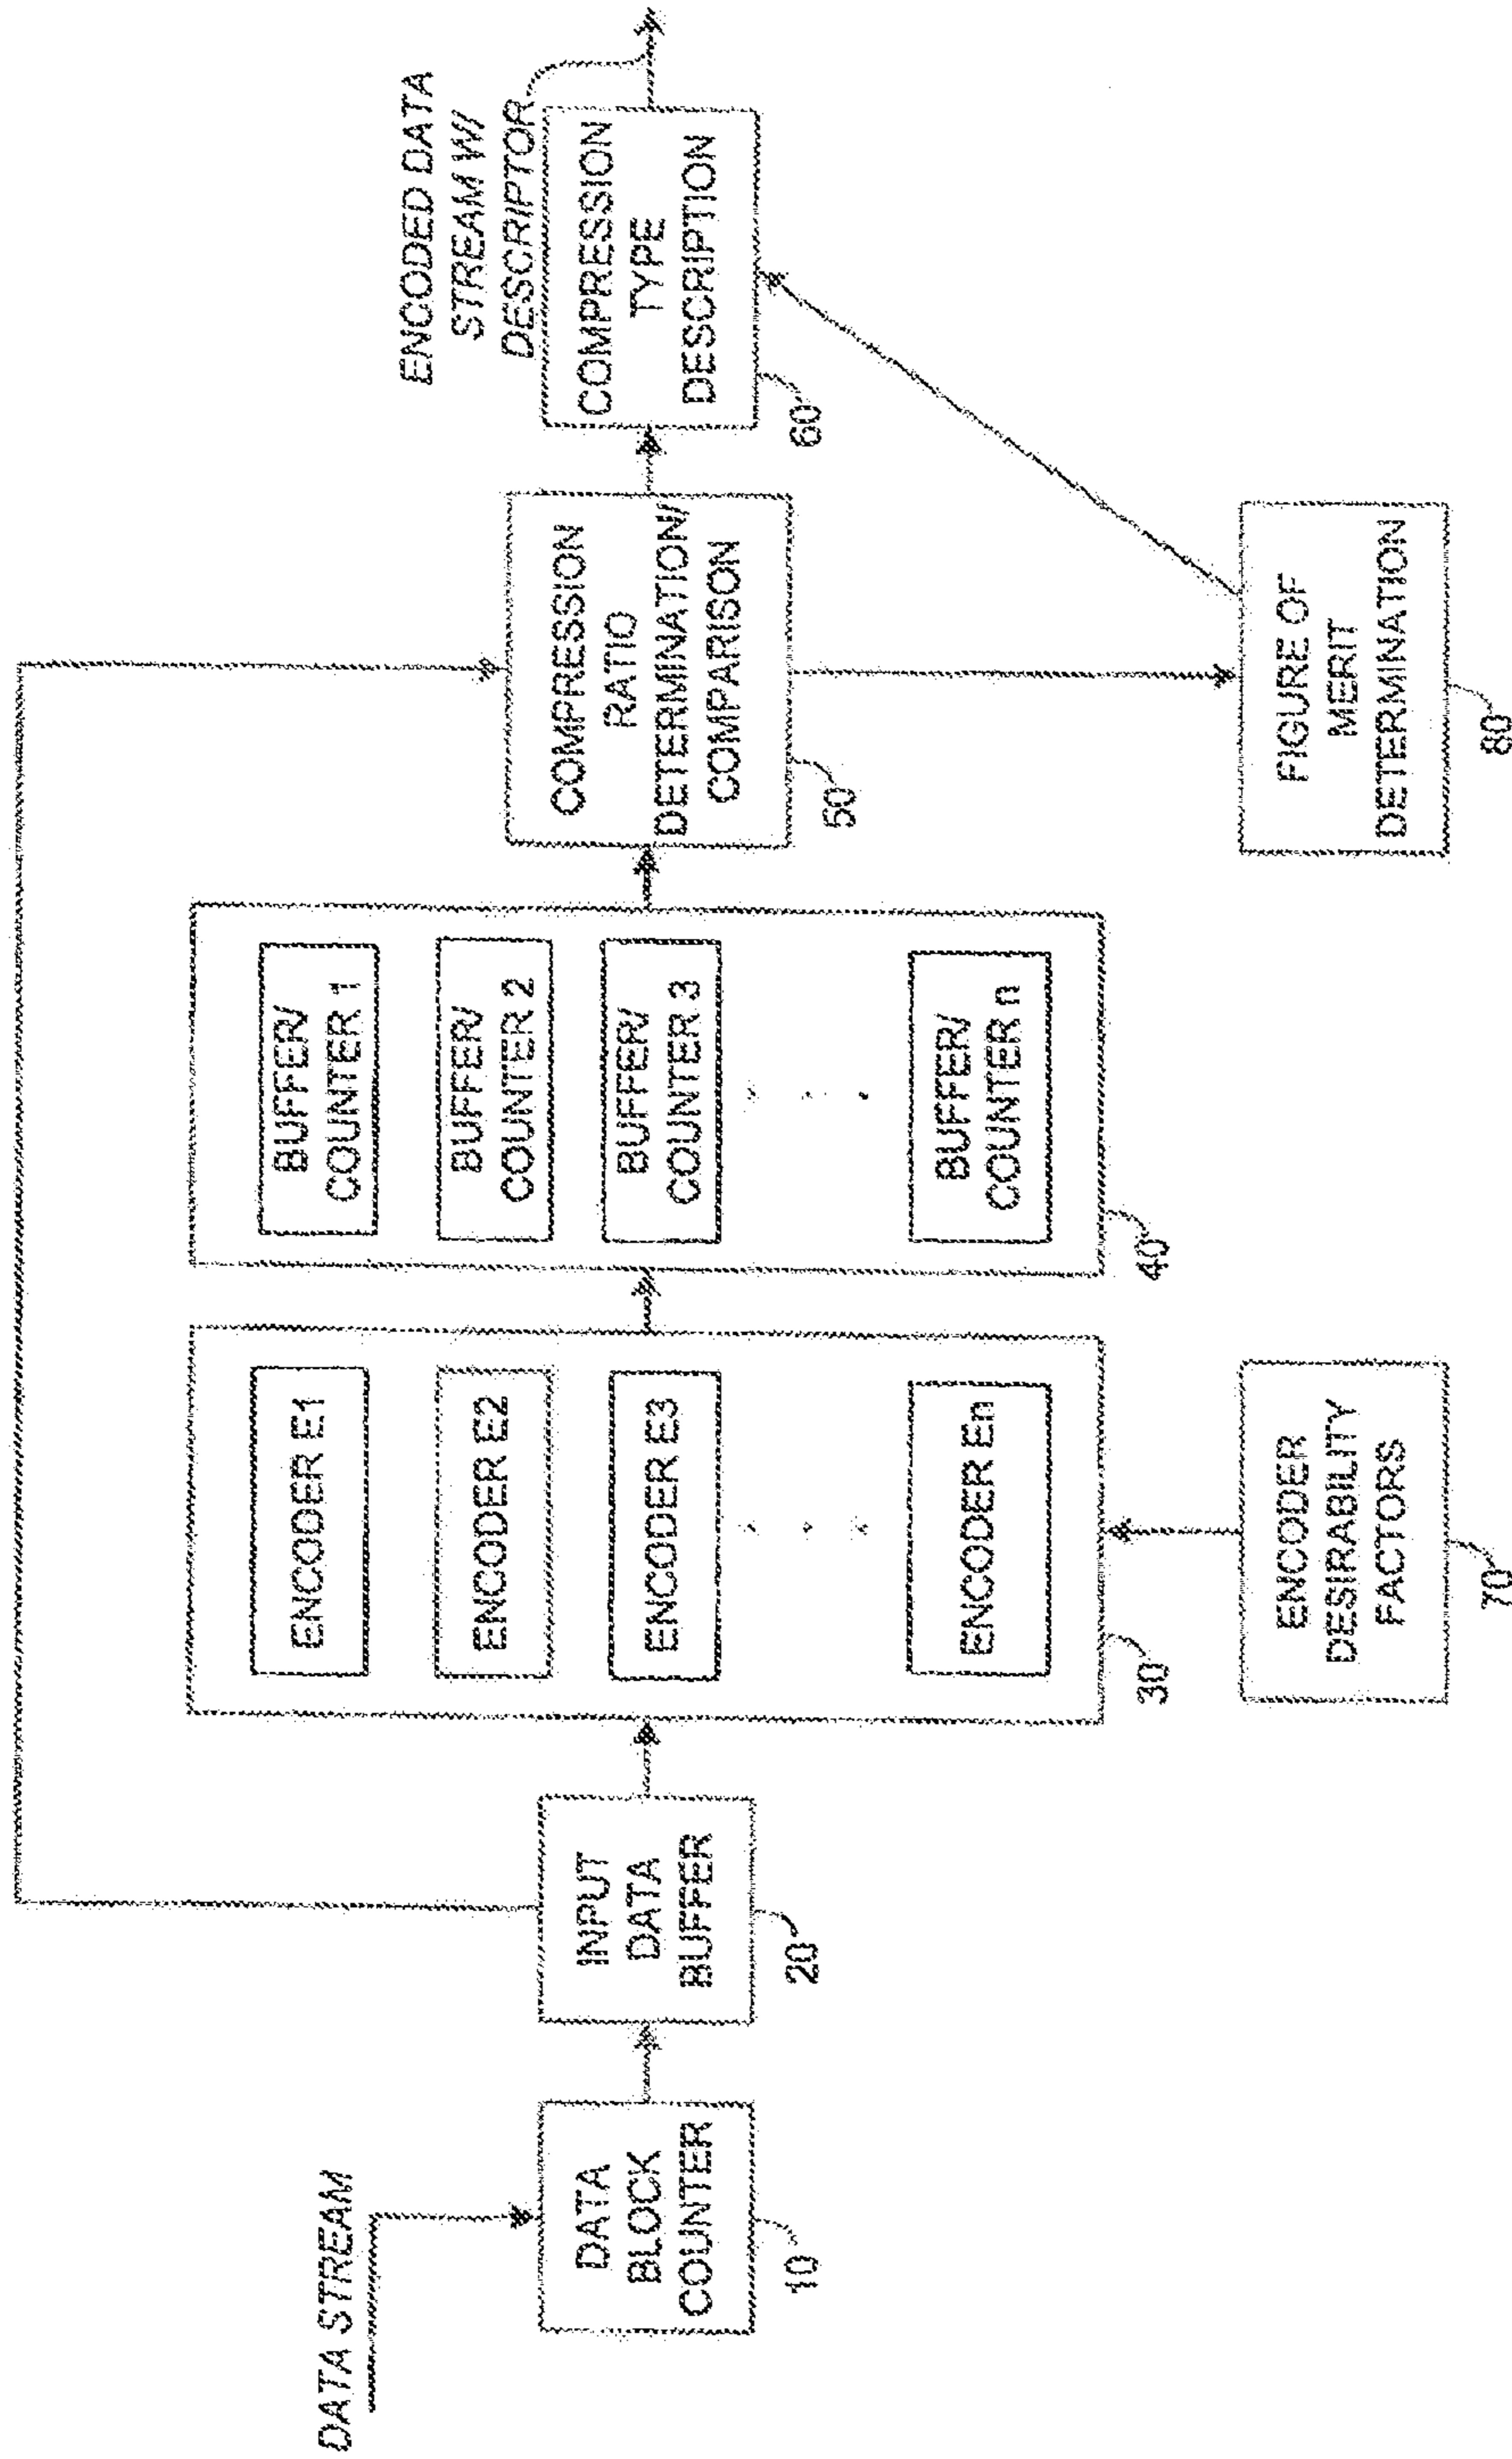 DATA STREAM
DATA
BLOCK
COUNTER
10
INPUT
DATA
BUFFER
20
ENCODER E1
ENCODER E2
ENCODER E3
. . .
ENCODER En
30
ENCODER
DESIRABILITY
FACTORS
70
BUFFER/
COUNTER 1
BUFFER/
COUNTER 2
BUFFER/
COUNTER 3
. . .
BUFFER/
COUNTER n
40
COMPRESSION
RATIO
DETERMINATION/
COMPARISON
50
FIGURE OF
MERIT
DETERMINATION
80
ENCODED DATA
STREAM W/
DESCRIPTOR
COMPRESSION
TYPE
DESCRIPTION
60